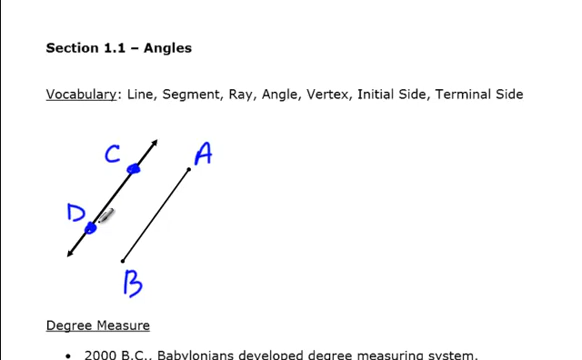 Section 1.1 – Angles
Vocabulary: Line, Segment, Ray, Angle, Vertex, Initial Side, Terminal Side
C
A
D
B
Degree Measure
• 2000 B.C., Babylonians developed degree measuring system.